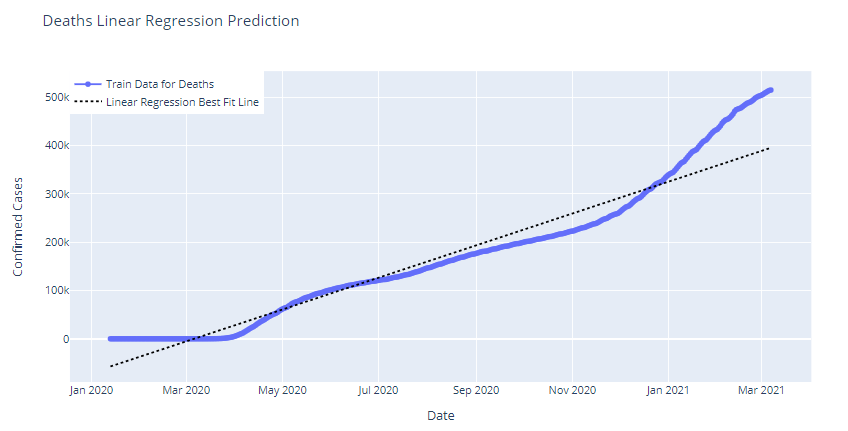 Deaths Linear Regression Prediction
Train Data for Deaths
Linear Regression Best Fit Line
500k
400k
300k
200k
100k
0
Confirmed Cases
Jan 2020 Mar 2020 May 2020 Jul 2020 Sep 2020 Nov 2020 Jan 2021 Mar 2021
Date